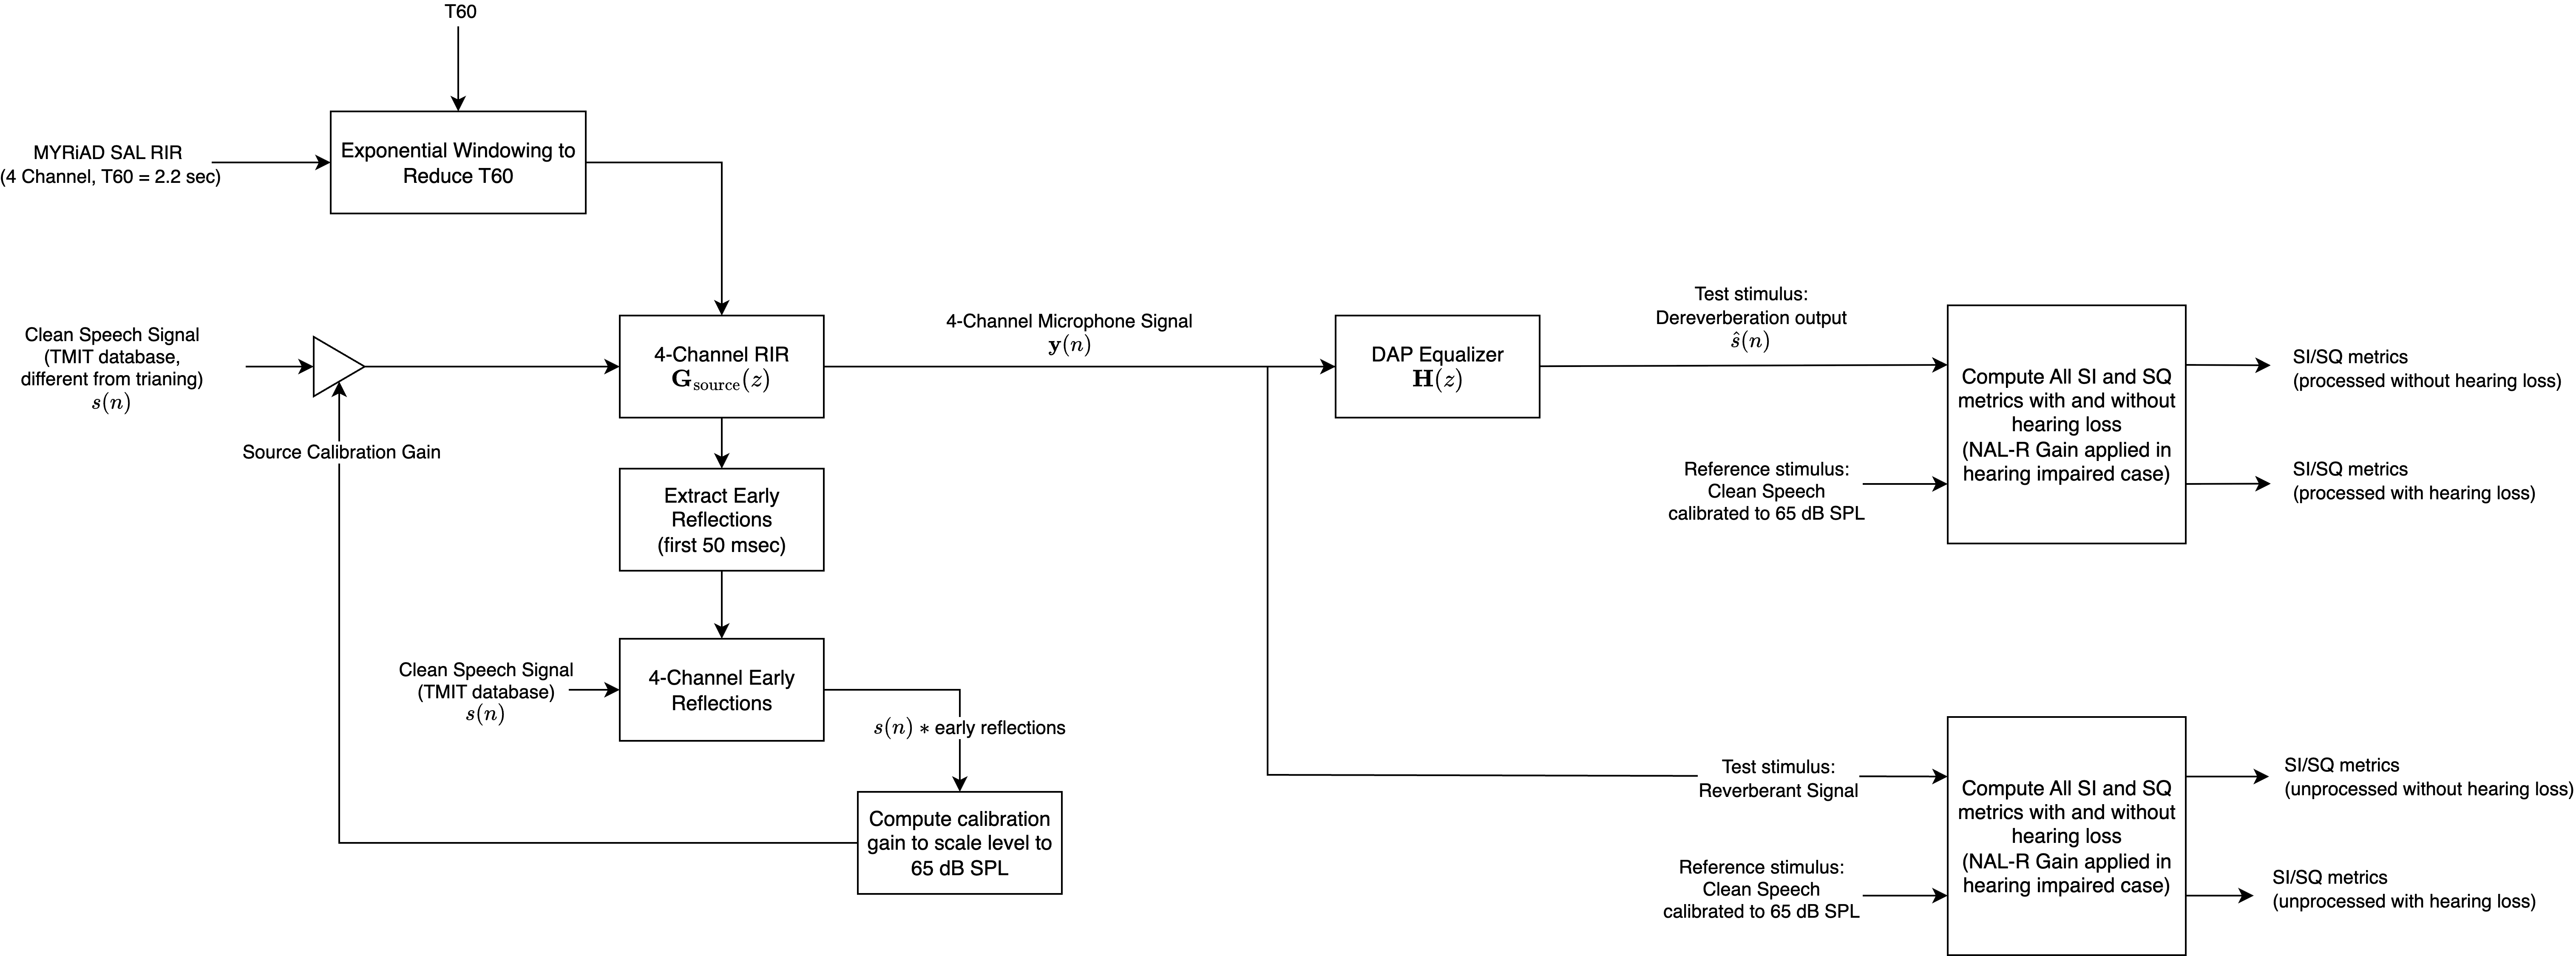 T60
MYRiAD SAL RIR
(4 Channel, T60 = 2.2 sec)
Exponential Windowing to
Reduce T60
Clean Speech Signal
(TMIT database,
different from trianing)
s(n)
Source Calibration Gain
4-Channel RIR
G_source(z)
4-Channel Microphone Signal
y(n)
DAP Equalizer
H(z)
Test stimulus:
Dereverberation output
ŝ(n)
Reference stimulus:
Clean Speech
calibrated to 65 dB SPL
Compute All SI and SQ
metrics with and without
hearing loss
(NAL-R Gain applied in
hearing impaired case)
SI/SQ metrics
(processed without hearing loss)
SI/SQ metrics
(processed with hearing loss)
Extract Early
Reflections
(first 50 msec)
Clean Speech Signal
(TMIT database)
s(n)
4-Channel Early
Reflections
s(n) * early reflections
Compute calibration
gain to scale level to
65 dB SPL
Test stimulus:
Reverberant Signal
Reference stimulus:
Clean Speech
calibrated to 65 dB SPL
Compute All SI and SQ
metrics with and without
hearing loss
(NAL-R Gain applied in
hearing impaired case)
SI/SQ metrics
(unprocessed without hearing loss)
SI/SQ metrics
(unprocessed with hearing loss)